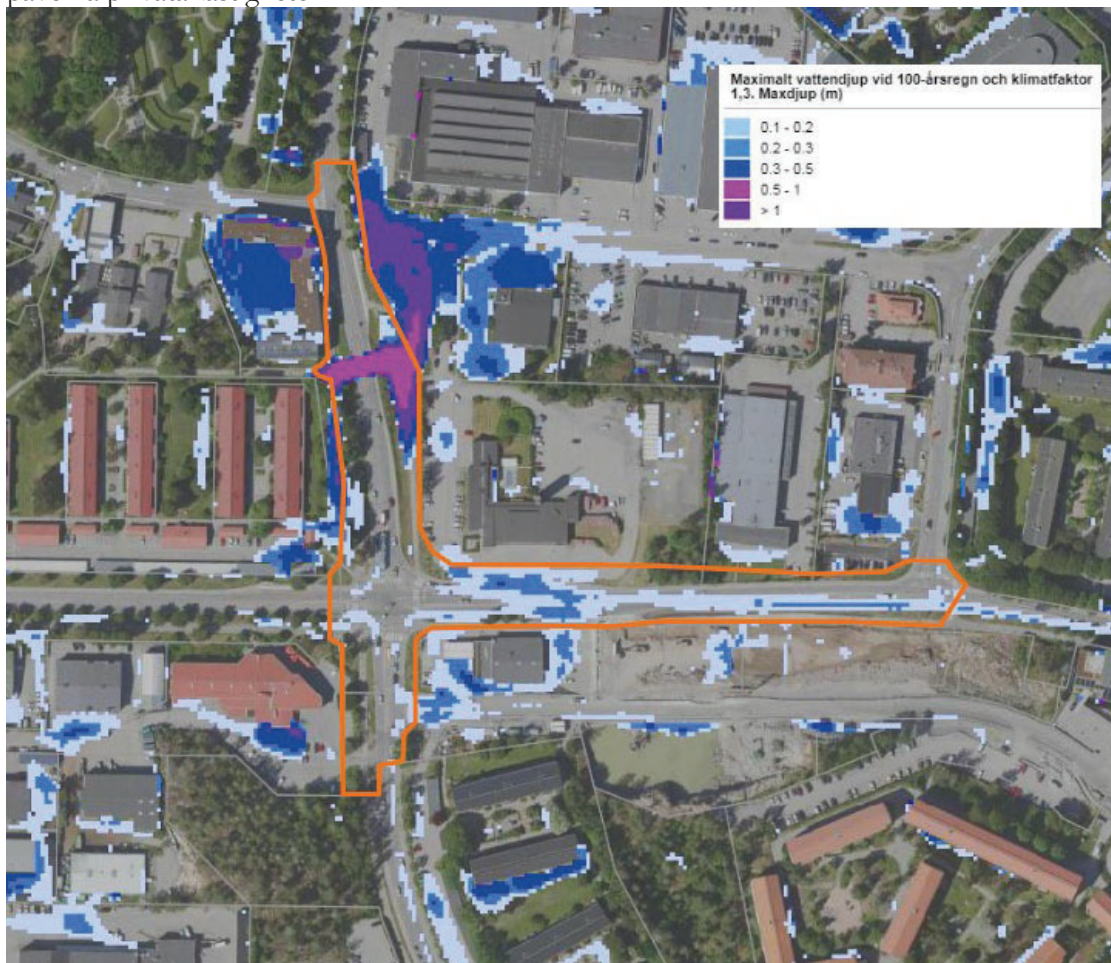 Maximalt vattendjup vid 100-årsregn och klimatfaktor
1,3. Maxdjup (m)
0.1 - 0.2
0.2 - 0.3
0.3 - 0.5
0.5 - 1
> 1